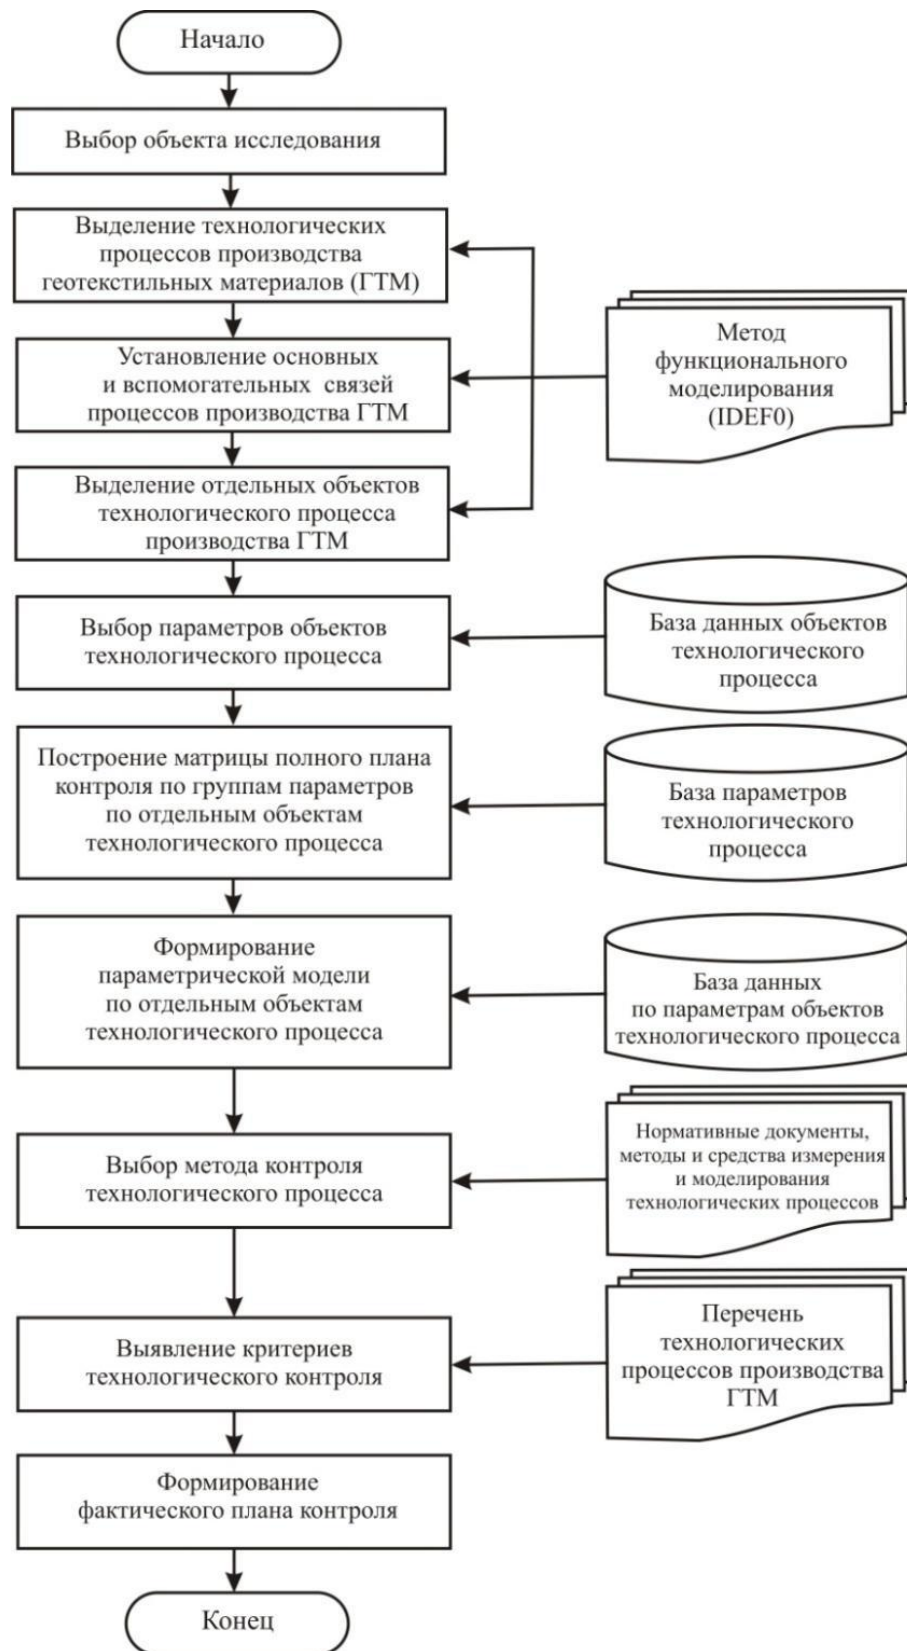 Начало
Выбор объекта исследования
Выделение технологических
процессов производства
геотекстильных материалов (ГТМ)
Установление основных
и вспомогательных связей
процессов производства ГТМ
Метод
функционального
моделирования
(IDEF0)
Выделение отдельных объектов
технологического процесса
производства ГТМ
Выбор параметров объектов
технологического процесса
База данных объектов
технологического
процесса
Построение матрицы полного плана
контроля по группам параметров
по отдельным объектам
технологического процесса
База параметров
технологического
процесса
Формирование
параметрической модели
по отдельным объектам
технологического процесса
База данных
по параметрам объектов
технологического процесса
Выбор метода контроля
технологического процесса
Нормативные документы,
методы и средства измерения
и моделирования
технологических процессов
Выявление критериев
технологического контроля
Перечень
технологических
процессов производства
ГТМ
Формирование
фактического плана контроля
Конец